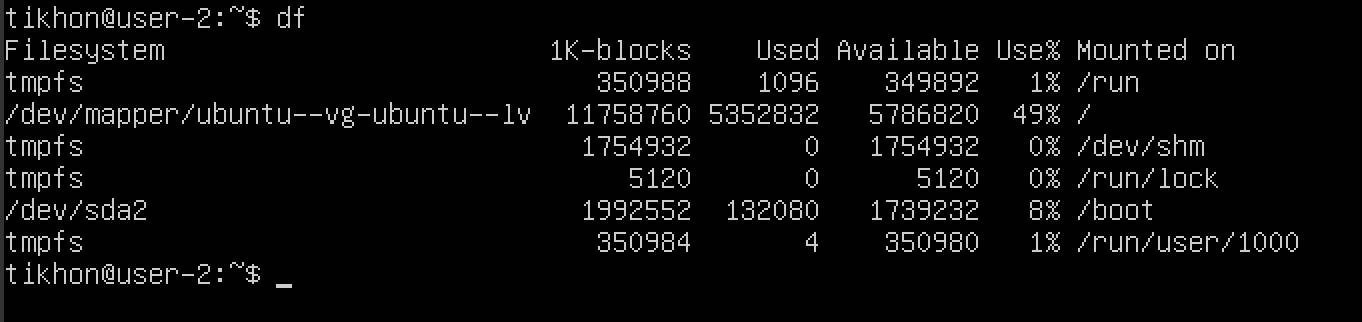 tikhon@user-2:~$ df
Filesystem                        1K-blocks    Used Available Use% Mounted on
tmpfs                                350988    1096    349892   1% /run
/dev/mapper/ubuntu--vg-ubuntu--lv  11758760 5352832   5786820  49% /
tmpfs                               1754932       0   1754932   0% /dev/shm
tmpfs                                  5120       0      5120   0% /run/lock
/dev/sda2                           1992552  132080   1739232   8% /boot
tmpfs                                350984       4    350980   1% /run/user/1000
tikhon@user-2:~$ _